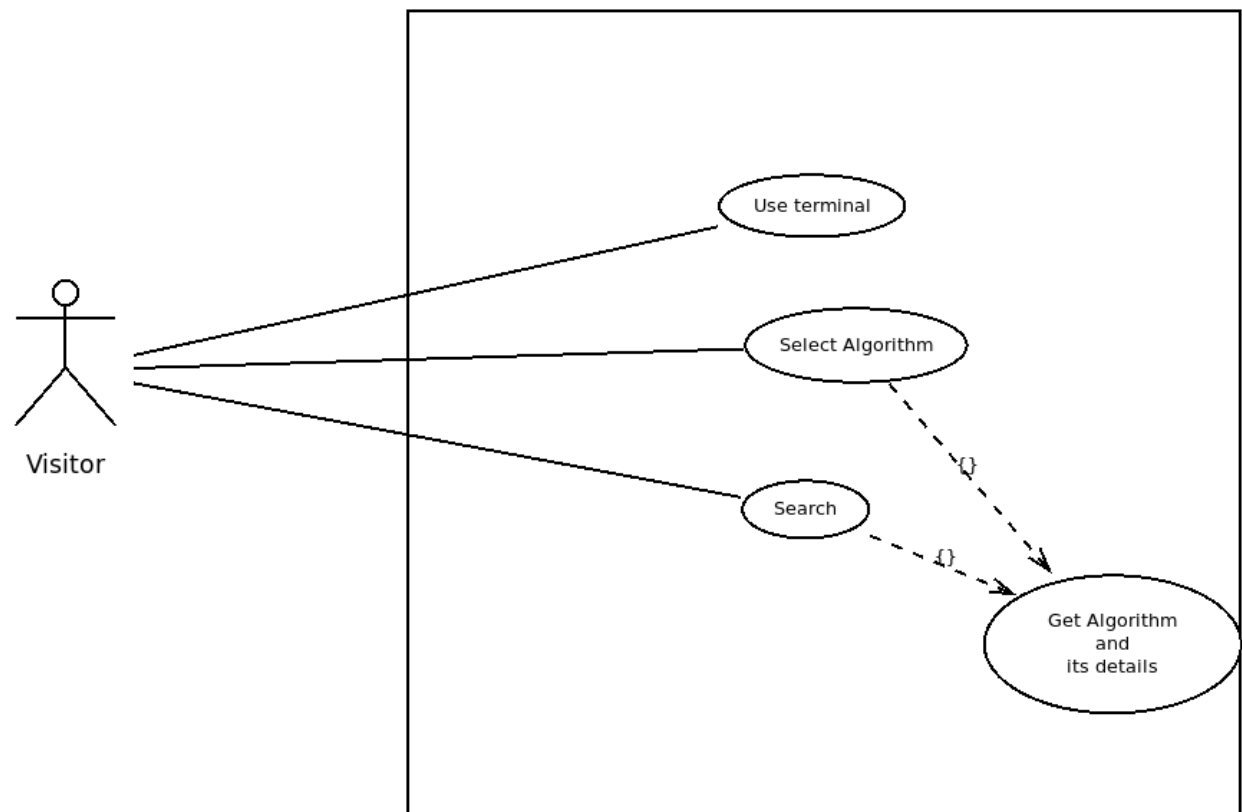 Use terminal
Select Algorithm
Visitor
{}
Search
{}
Get Algorithm
and
its details